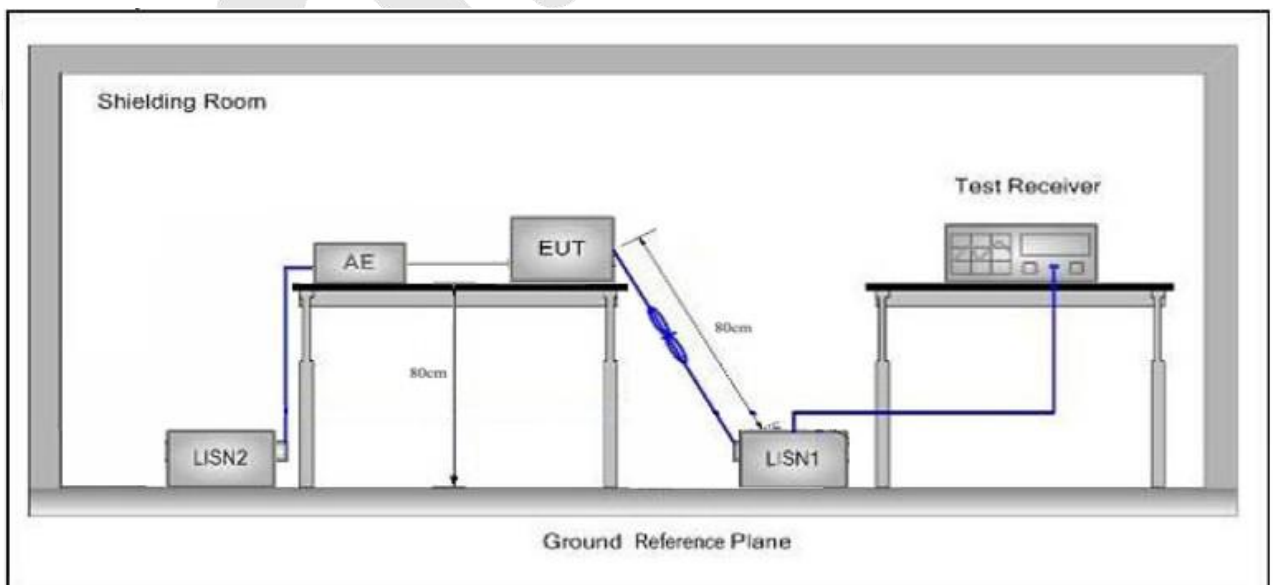 Shielding Room
Test Receiver
EUT
AE
80cm
80cm
LISN2
LISN1
Ground Reference Plane